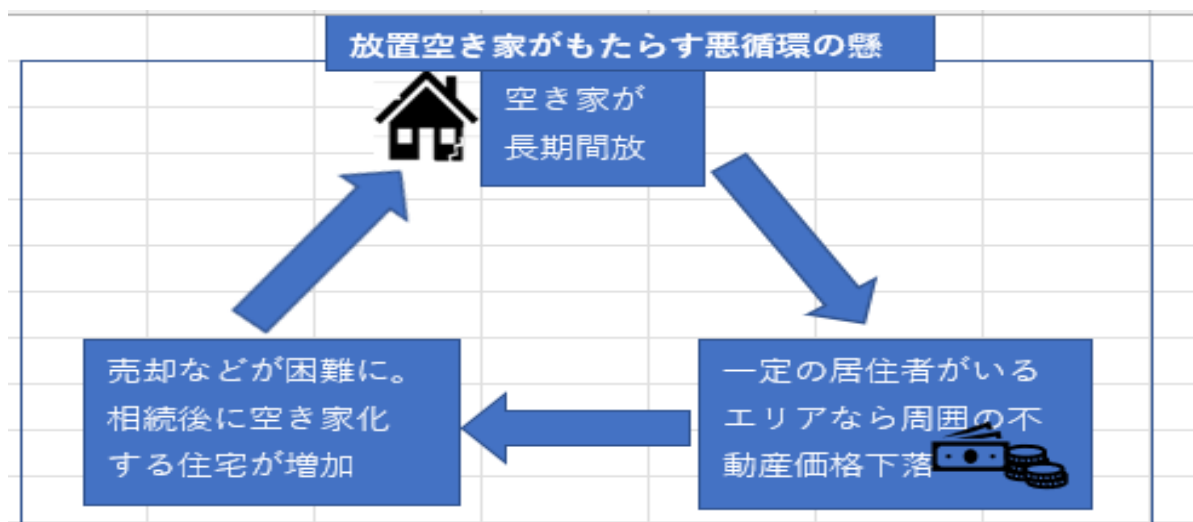 放置空き家がもたらす悪循環の懸
空き家が
長期間放
一定の居住者がいる
エリアなら周囲の不
動産価格下落
売却などが困難に。
相続後に空き家化
する住宅が増加